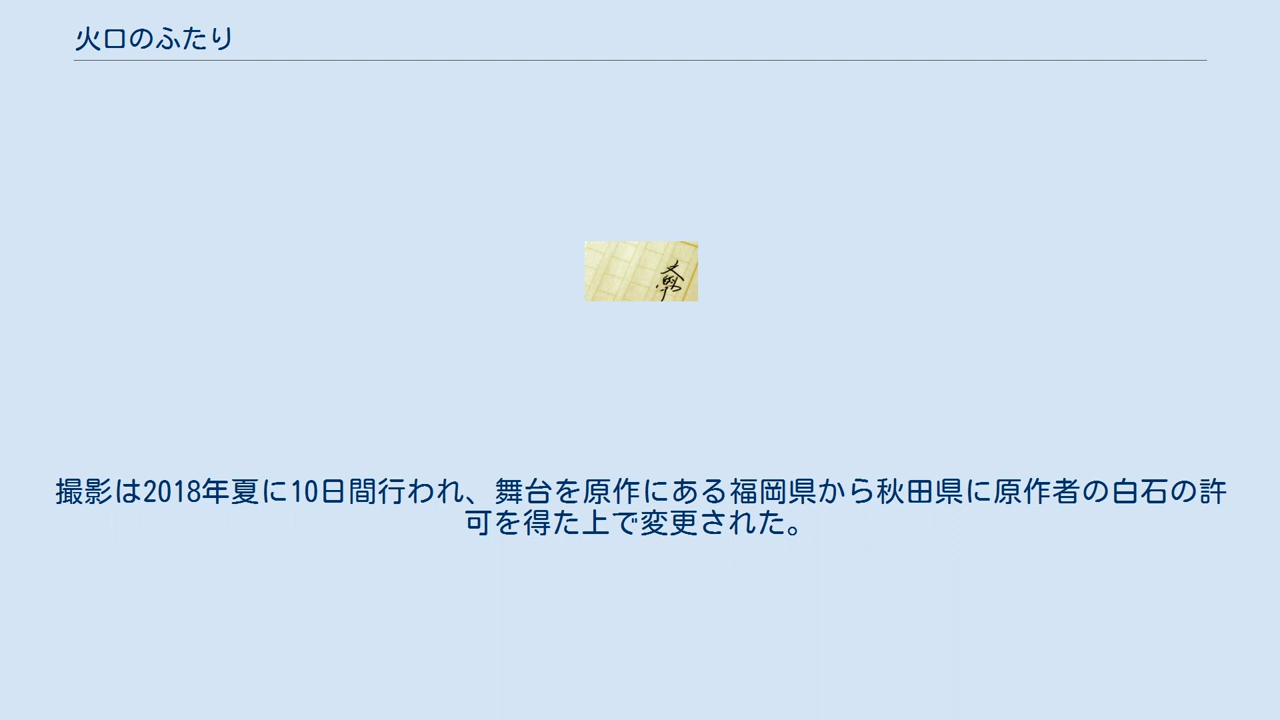 火口のふたり
撮影は2018年夏に10日間行われ、舞台を原作にある福岡県から秋田県に原作者の白石の許
可を得た上で変更された。